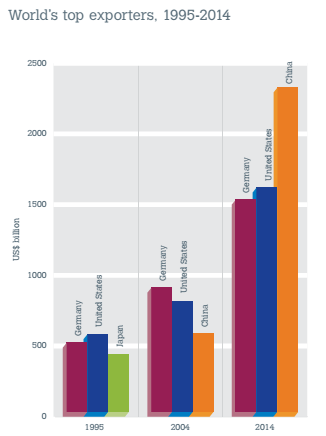 World's top exporters, 1995-2014
2500
2000
1500
1000
500
0
US$ billion
Germany
United States
Japan
Germany
United States
China
Germany
United States
China
1995
2004
2014